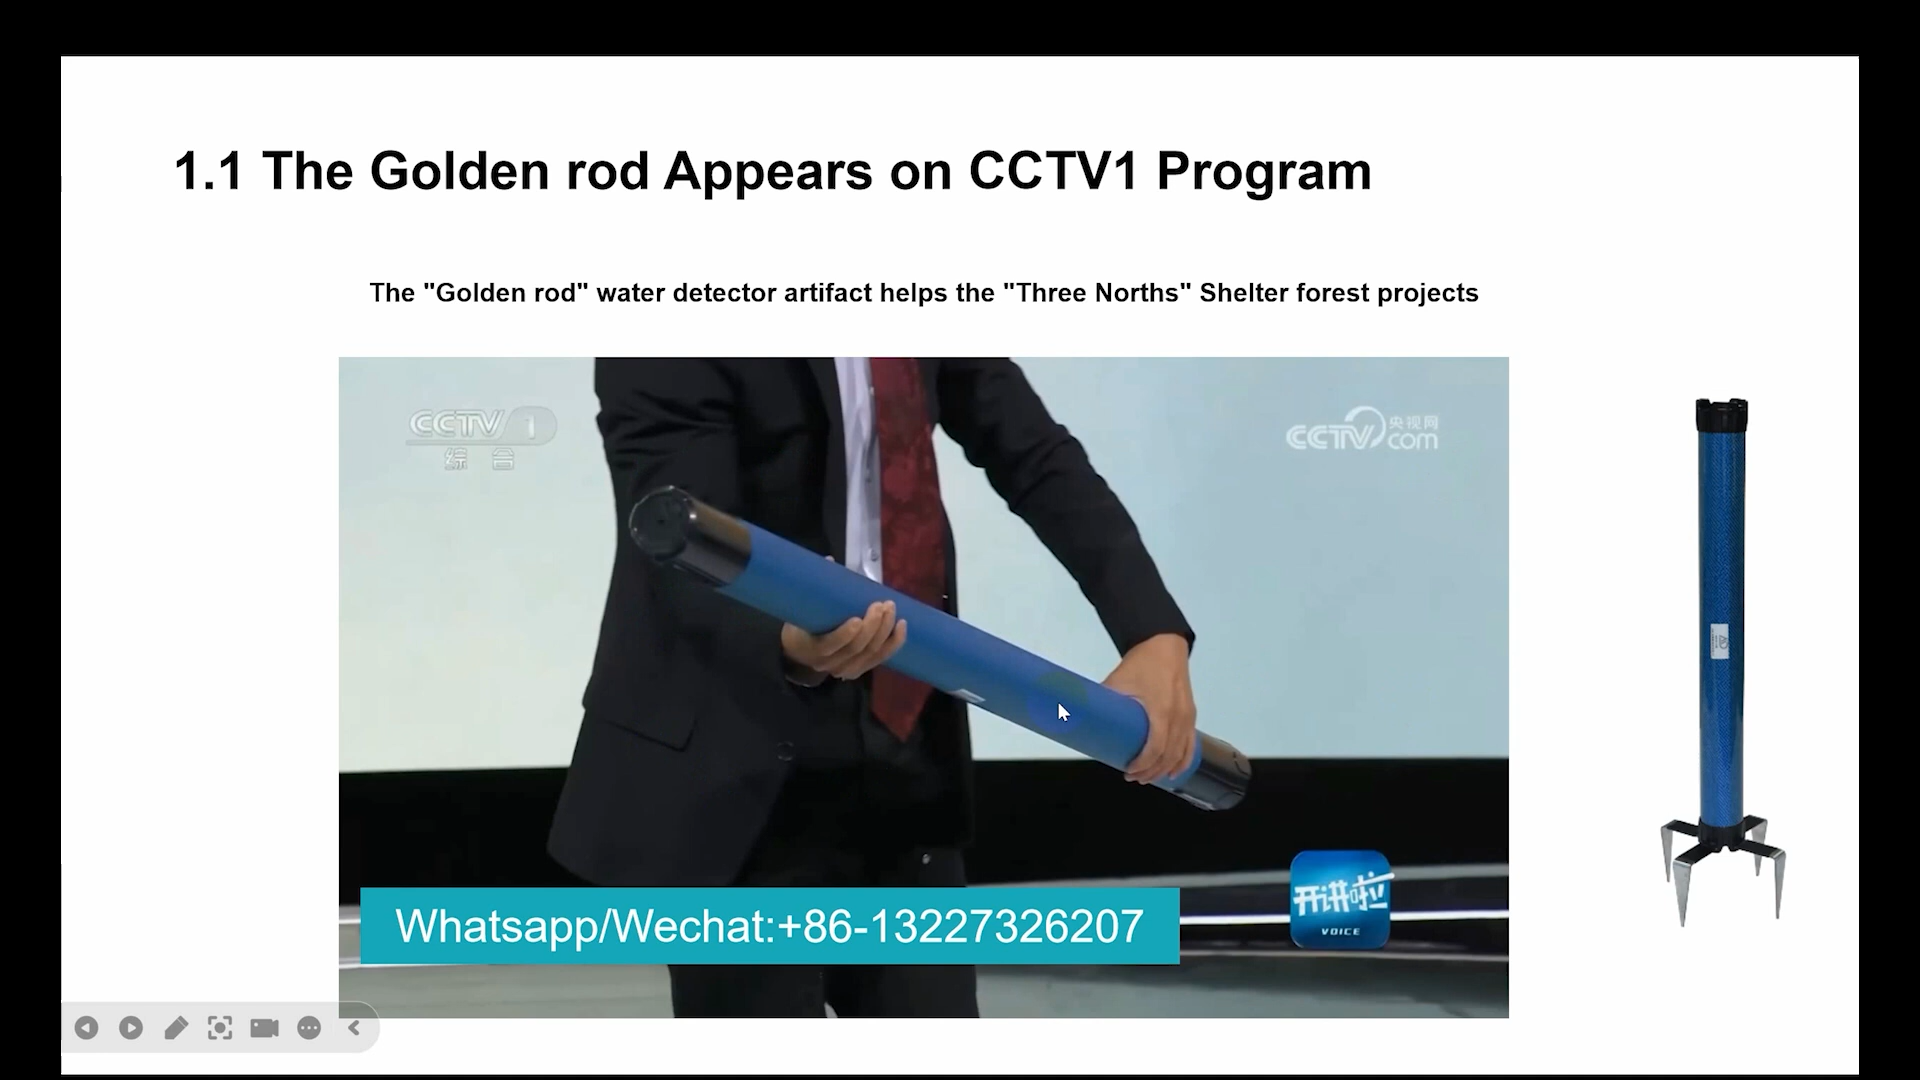 1.1 The Golden rod Appears on CCTV1 Program
The "Golden rod" water detector artifact helps the "Three Norths" Shelter forest projects
CCTV 1
综合
央视网
CCTV com
Whatsapp/Wechat:+86-13227326207
开讲啦
VOICE